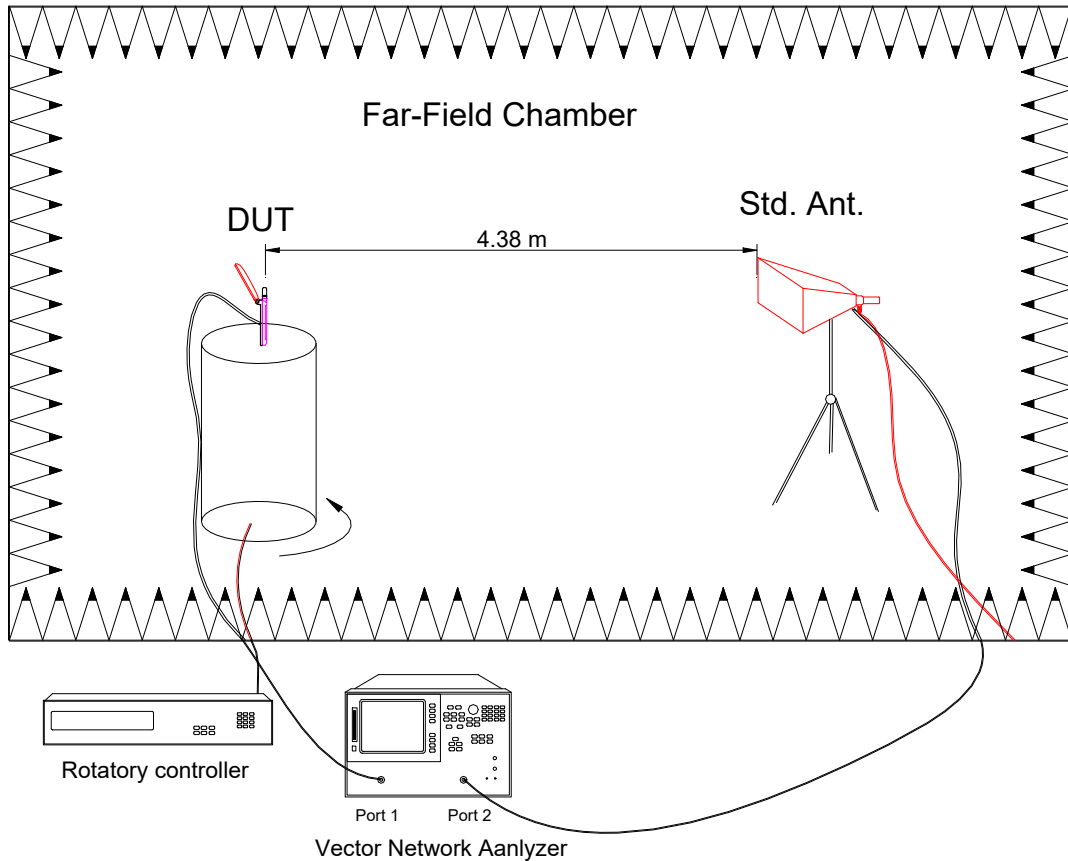 Far-Field Chamber
DUT
Std. Ant.
4.38 m
Rotatory controller
Port 1
Port 2
Vector Network Aanlyzer